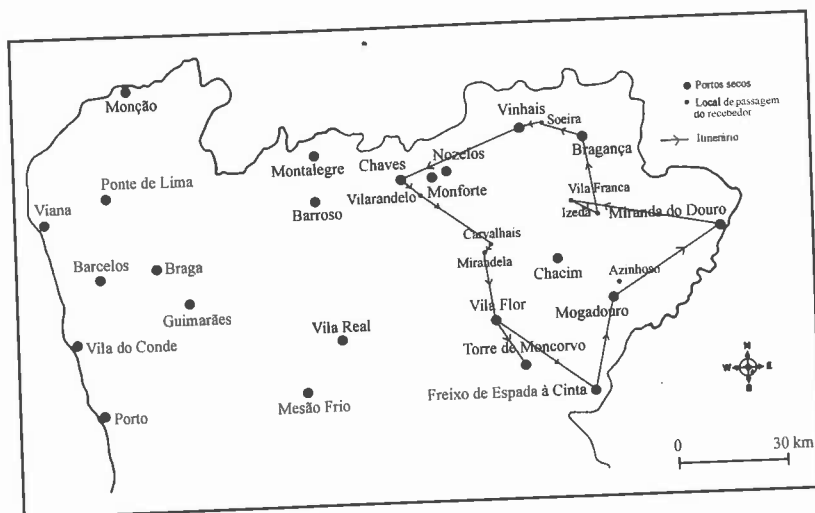 Monção
Portos secos
Local de passagem
do recebedor
Itinerário
Vinhais
Soeira
Bragança
Nozelos
Chaves
Montalegre
Monforte
Vilarandelo
Barroso
Vila Franca
Izeda
Miranda do Douro
Ponte de Lima
Viana
Carvalhais
Mirandela
Chacim
Azinhoso
Barcelos
Braga
Guimarães
Vila Flor
Mogadouro
Vila Real
Torre de Moncorvo
Vila do Conde
N
W
E
S
Freixo de Espada à Cinta
Mesão Frio
Porto
0 30 km